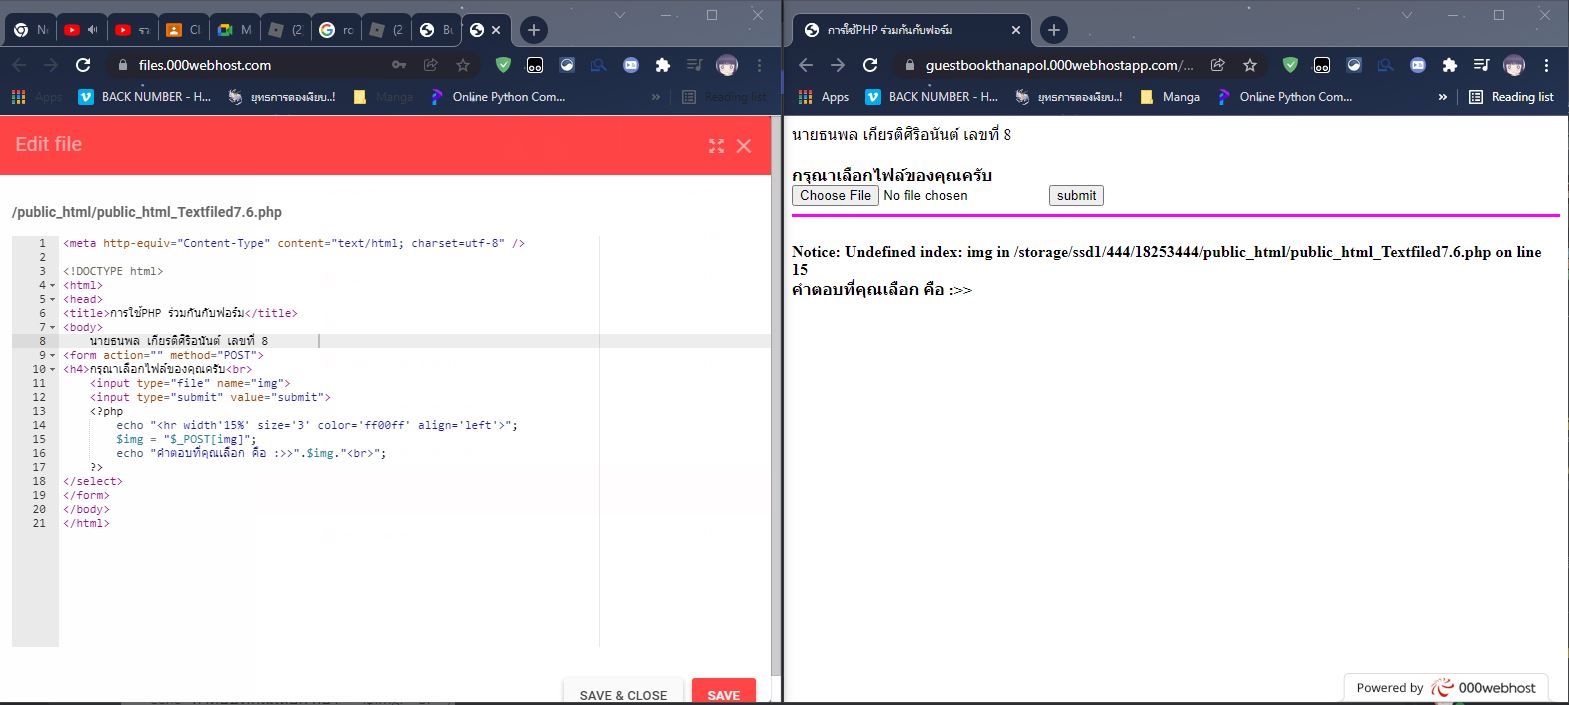 files.000webhost.com
Apps
BACK NUMBER - H...
ยุทธการดองเงียบ..!
Manga
Online Python Com...
Reading list
Edit file
/public_html/public_html_Textfiled7.6.php
1 <meta http-equiv="Content-Type" content="text/html; charset=utf-8" />
2
3 <!DOCTYPE html>
4 <html>
5 <head>
6 <title>การใช้PHP ร่วมกันกับฟอร์ม</title>
7 <body>
8 นายธนพล เกียรติศิริอนันต์ เลขที่ 8
9 <form action="" method="POST">
10 <h4>กรุณาเลือกไฟล์ของคุณครับ<br>
11 <input type="file" name="img">
12 <input type="submit" value="submit">
13 <?php
14 echo "<hr width'15%' size='3' color='ff00ff' align='left'>";
15 $img = "$_POST[img]";
16 echo "คำตอบที่คุณเลือก คือ :>>".$img."<br>";
17 ?>
18 </select>
19 </form>
20 </body>
21 </html>
SAVE & CLOSE
SAVE
การใช้PHP ร่วมกันกับฟอร์ม
guestbookthanapol.000webhostapp.com/...
Apps
BACK NUMBER - H...
ยุทธการดองเงียบ..!
Manga
Online Python Com...
Reading list
นายธนพล เกียรติศิริอนันต์ เลขที่ 8
กรุณาเลือกไฟล์ของคุณครับ
Choose File No file chosen submit
Notice: Undefined index: img in /storage/ssd1/444/18253444/public_html/public_html_Textfiled7.6.php on line
15
คำตอบที่คุณเลือก คือ :>>
Powered by 000webhost